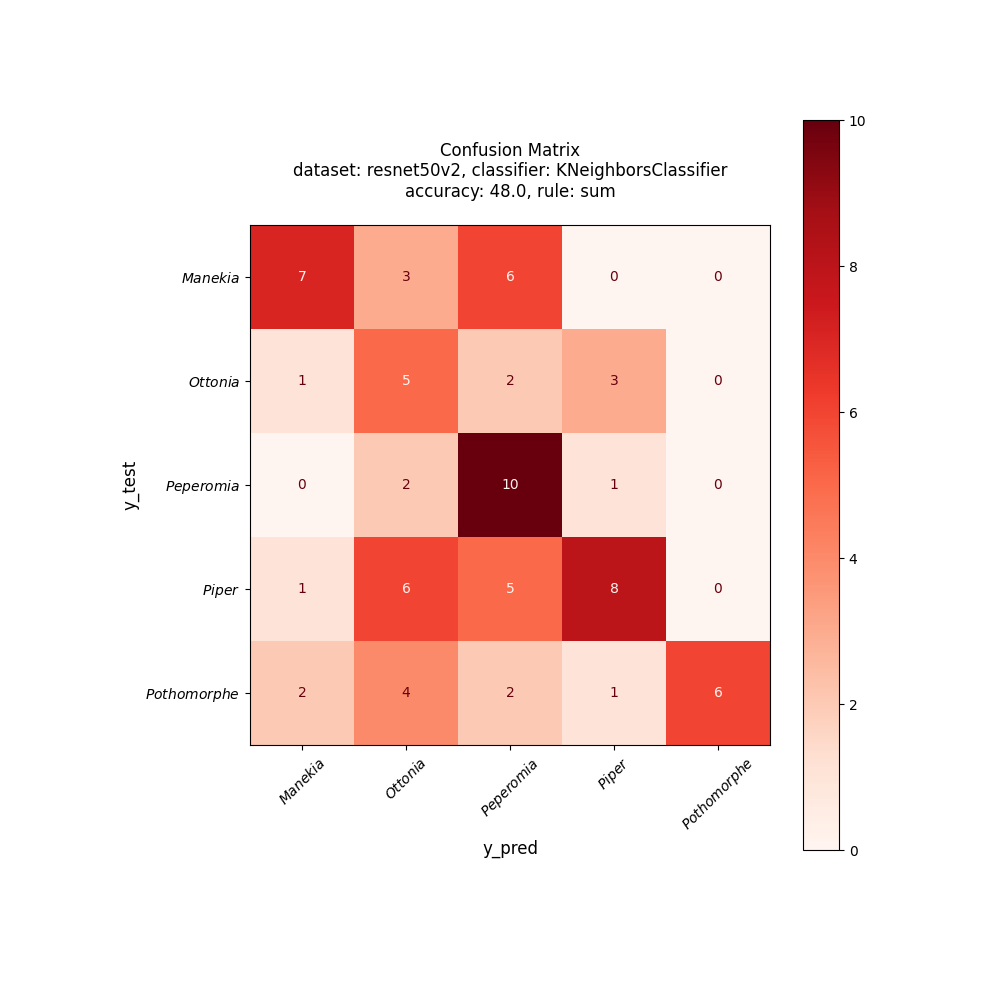 Confusion Matrix
dataset: resnet50v2, classifier: KNeighborsClassifier
accuracy: 48.0, rule: sum
10
8
6
4
2
0
y_test
Manekia 7 3 6 0 0
Ottonia 1 5 2 3 0
Peperomia 0 2 10 1 0
Piper 1 6 5 8 0
Pothomorphe 2 4 2 1 6
Manekia Ottonia Peperomia Piper Pothomorphe
y_pred